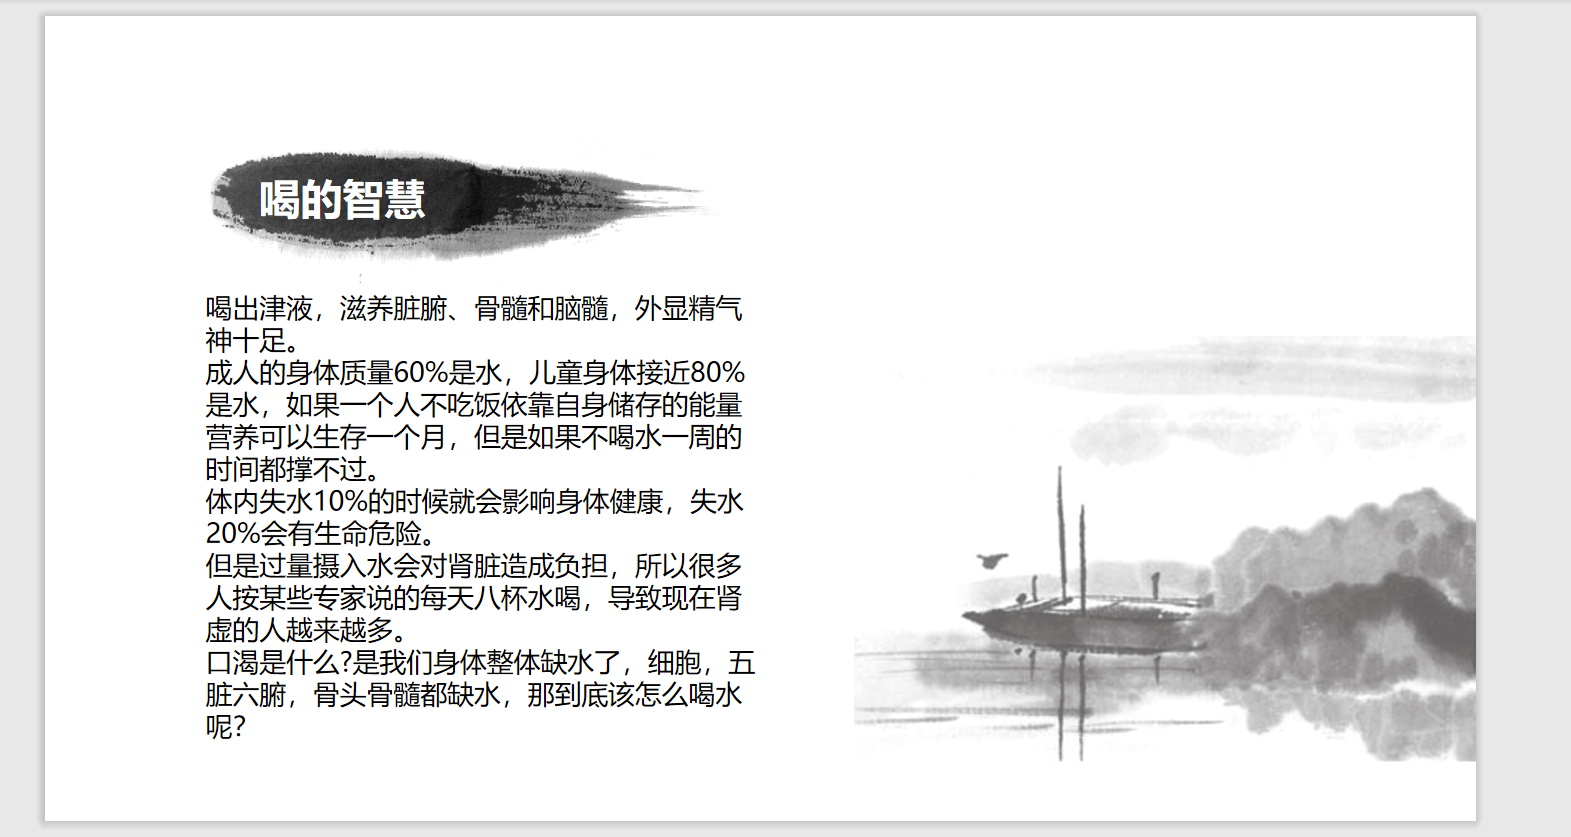 喝的智慧
喝出津液，滋养脏腑、骨髓和脑髓，外显精气
神十足。
成人的身体质量60%是水，儿童身体接近80%
是水，如果一个人不吃饭依靠自身储存的能量
营养可以生存一个月，但是如果不喝水一周的
时间都撑不过。
体内失水10%的时候就会影响身体健康，失水
20%会有生命危险。
但是过量摄入水会对肾脏造成负担，所以很多
人按某些专家说的每天八杯水喝，导致现在肾
虚的人越来越多。
口渴是什么?是我们身体整体缺水了，细胞，五
脏六腑，骨头骨髓都缺水，那到底该怎么喝水
呢？